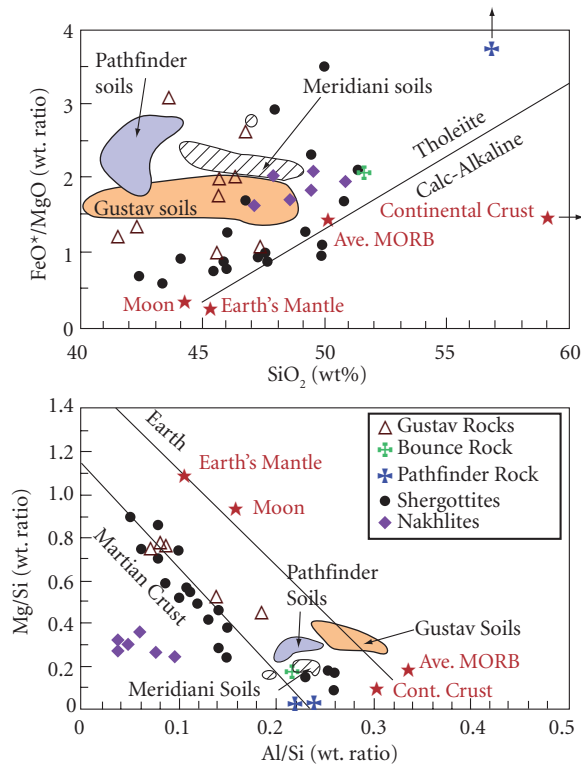 4
Pathfinder
soils
Meridiani soils
3
Tholeiite
Calc-Alkaline
2
Gustav soils
Continental Crust
Ave. MORB
1
Moon
Earth's Mantle
0
40
45
50
55
60
FeO*/MgO (wt. ratio)
SiO2 (wt%)
1.4
Earth
Gustav Rocks
Bounce Rock
Pathfinder Rock
Shergottites
Nakhlites
1.2
Earth's Mantle
1.0
Moon
0.8
Martian Crust
0.6
Pathfinder
Soils
Gustav Soils
0.4
Ave. MORB
0.2
Meridiani Soils
Cont. Crust
0
0
0.1
0.2
0.3
0.4
0.5
Mg/Si (wt. ratio)
Al/Si (wt. ratio)